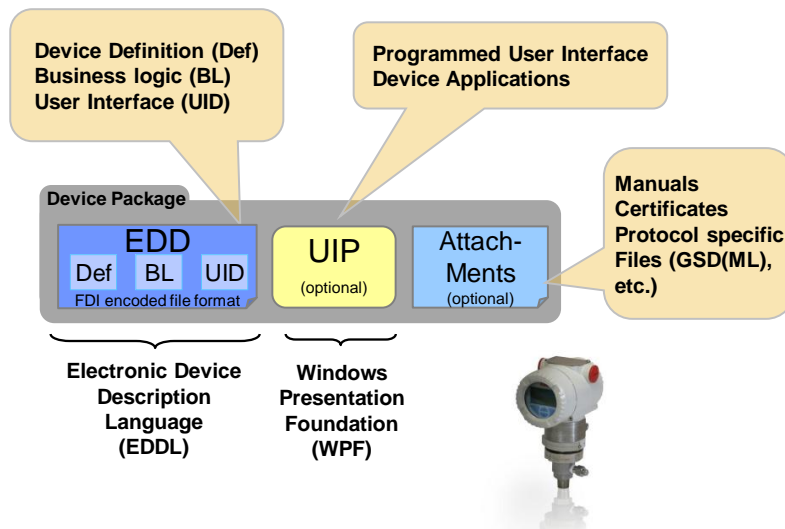 Device Definition (Def)
Business logic (BL)
User Interface (UID)
Programmed User Interface
Device Applications
Manuals
Certificates
Protocol specific
Files (GSD(ML),
etc.)
Device Package
EDD
Def BL UID
FDI encoded file format
UIP
(optional)
Attach-
Ments
(optional)
Electronic Device
Description
Language
(EDDL)
Windows
Presentation
Foundation
(WPF)